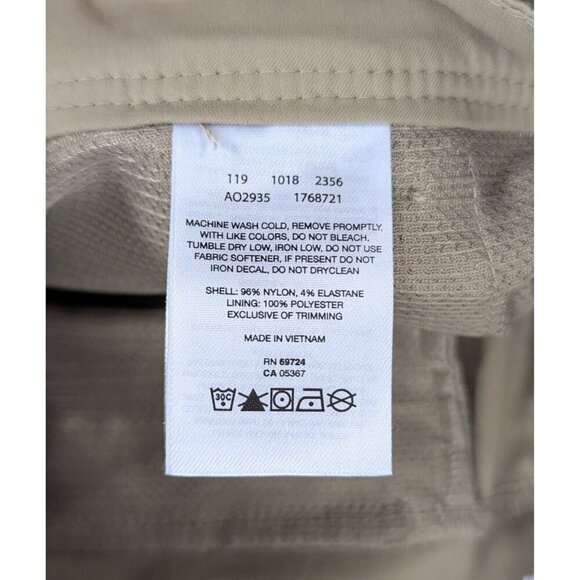 119 1018 2356
AO2935 1768721
MACHINE WASH COLD, REMOVE PROMPTLY,
WITH LIKE COLORS, DO NOT BLEACH,
TUMBLE DRY LOW, IRON LOW, DO NOT USE
FABRIC SOFTENER, IF PRESENT DO NOT
IRON DECAL, DO NOT DRYCLEAN
SHELL: 96% NYLON, 4% ELASTANE
LINING: 100% POLYESTER
EXCLUSIVE OF TRIMMING
MADE IN VIETNAM
RN 69724
CA 05367
30C